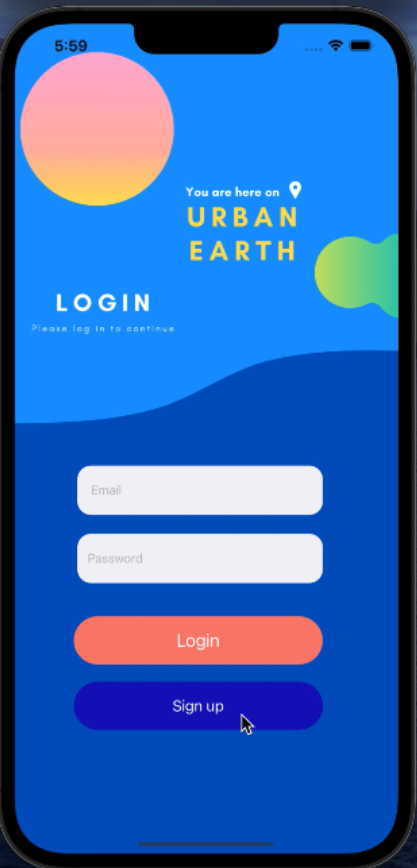 5:59
You are here on
URBAN
EARTH
LOGIN
Please log in to continue
Email
Password
Login
Sign up